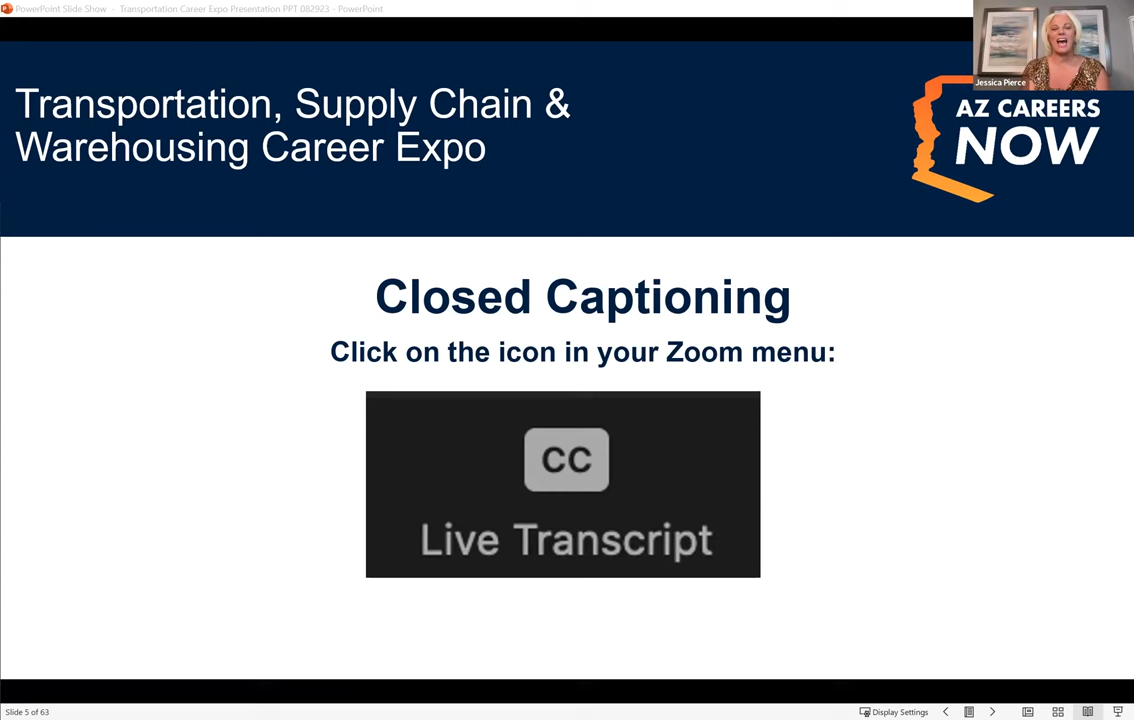 PowerPoint Slide Show - Transportation Career Expo Presentation PPT 082923 - PowerPoint
Jessica Pierce
Transportation, Supply Chain &
Warehousing Career Expo
AZ CAREERS
NOW
Closed Captioning
Click on the icon in your Zoom menu:
CC
Live Transcript
Slide 5 of 63
Display Settings